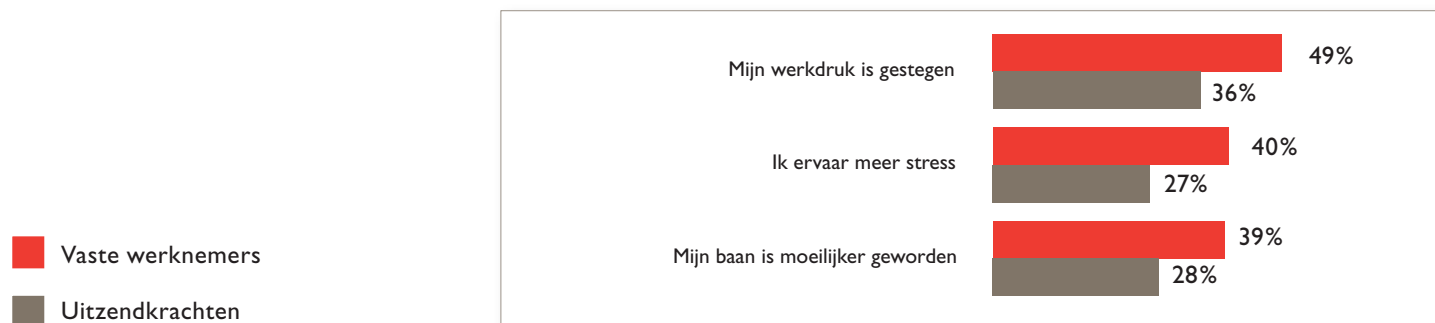 Mijn werkdruk is gestegen
49%
36%
Ik ervaar meer stress
40%
27%
Mijn baan is moeilijker geworden
39%
28%
Vaste werknemers
Uitzendkrachten